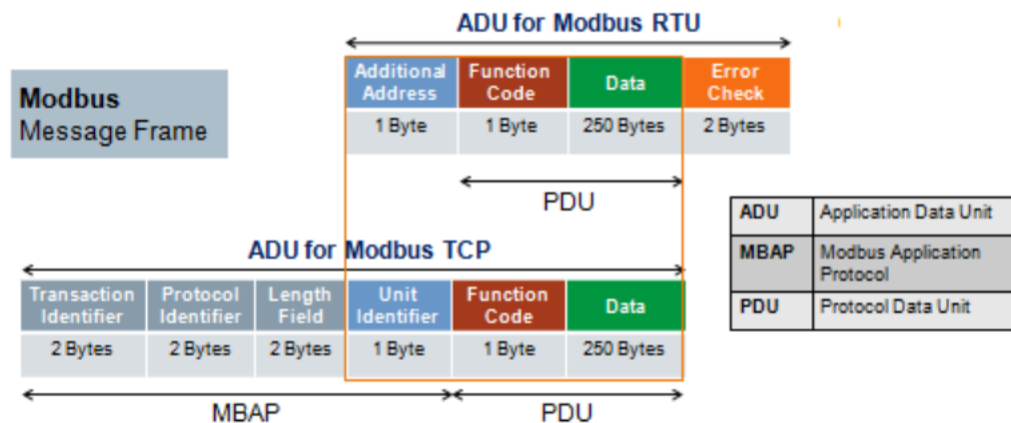 ADU for Modbus RTU
Modbus
Message Frame
Additional Address
Function Code
Data
Error Check
1 Byte
1 Byte
250 Bytes
2 Bytes
PDU
ADU for Modbus TCP
Transaction Identifier
Protocol Identifier
Length Field
Unit Identifier
Function Code
Data
2 Bytes
2 Bytes
2 Bytes
1 Byte
1 Byte
250 Bytes
MBAP
PDU
ADU
Application Data Unit
MBAP
Modbus Application
Protocol
PDU
Protocol Data Unit